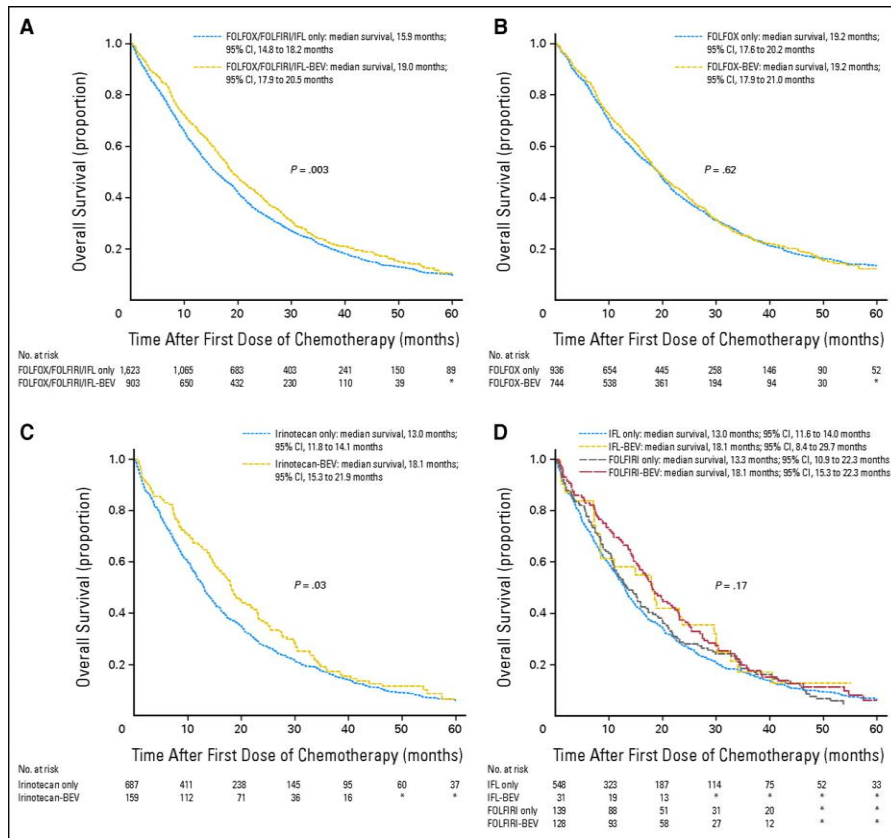 A
FOLFOX/FOLFIRI/IFL only: median survival, 15.9 months;
95% CI, 14.8 to 18.2 months
FOLFOX/FOLFIRI/IFL-BEV: median survival, 19.0 months;
95% CI, 17.9 to 20.5 months
1.0
0.8
0.6
0.4
0.2
Overall Survival (proportion)
P = .003
0 10 20 30 40 50 60
Time After First Dose of Chemotherapy (months)
No. at risk
FOLFOX/FOLFIRI/IFL only 1,623 1,065 683 403 241 150 89
FOLFOX/FOLFIRI/IFL-BEV 903 650 432 230 110 39 *
B
FOLFOX only: median survival, 19.2 months;
95% CI, 17.6 to 20.2 months
FOLFOX-BEV: median survival, 19.2 months;
95% CI, 17.9 to 21.0 months
1.0
0.8
0.6
0.4
0.2
Overall Survival (proportion)
P = .62
0 10 20 30 40 50 60
Time After First Dose of Chemotherapy (months)
No. at risk
FOLFOX only 936 654 445 258 146 90 52
FOLFOX-BEV 744 538 361 194 94 30 *
C
Irinotecan only: median survival, 13.0 months;
95% CI, 11.8 to 14.1 months
Irinotecan-BEV: median survival, 18.1 months;
95% CI, 15.3 to 21.9 months
1.0
0.8
0.6
0.4
0.2
Overall Survival (proportion)
P = .03
0 10 20 30 40 50 60
Time After First Dose of Chemotherapy (months)
No. at risk
Irinotecan only 687 411 238 145 95 60 37
Irinotecan-BEV 159 112 71 36 16 * *
D
IFL only: median survival, 13.0 months; 95% CI, 11.6 to 14.0 months
IFL-BEV: median survival, 18.1 months; 95% CI, 8.4 to 29.7 months
FOLFIRI only: median survival, 13.3 months; 95% CI, 10.9 to 22.3 months
FOLFIRI-BEV: median survival, 18.1 months; 95% CI, 15.3 to 22.3 months
1.0
0.8
0.6
0.4
0.2
Overall Survival (proportion)
P = .17
0 10 20 30 40 50 60
Time After First Dose of Chemotherapy (months)
No. at risk
IFL only 548 323 187 114 75 52 33
IFL-BEV 31 19 13 * * * *
FOLFIRI only 139 88 51 31 20 * *
FOLFIRI-BEV 128 93 58 27 12 * *